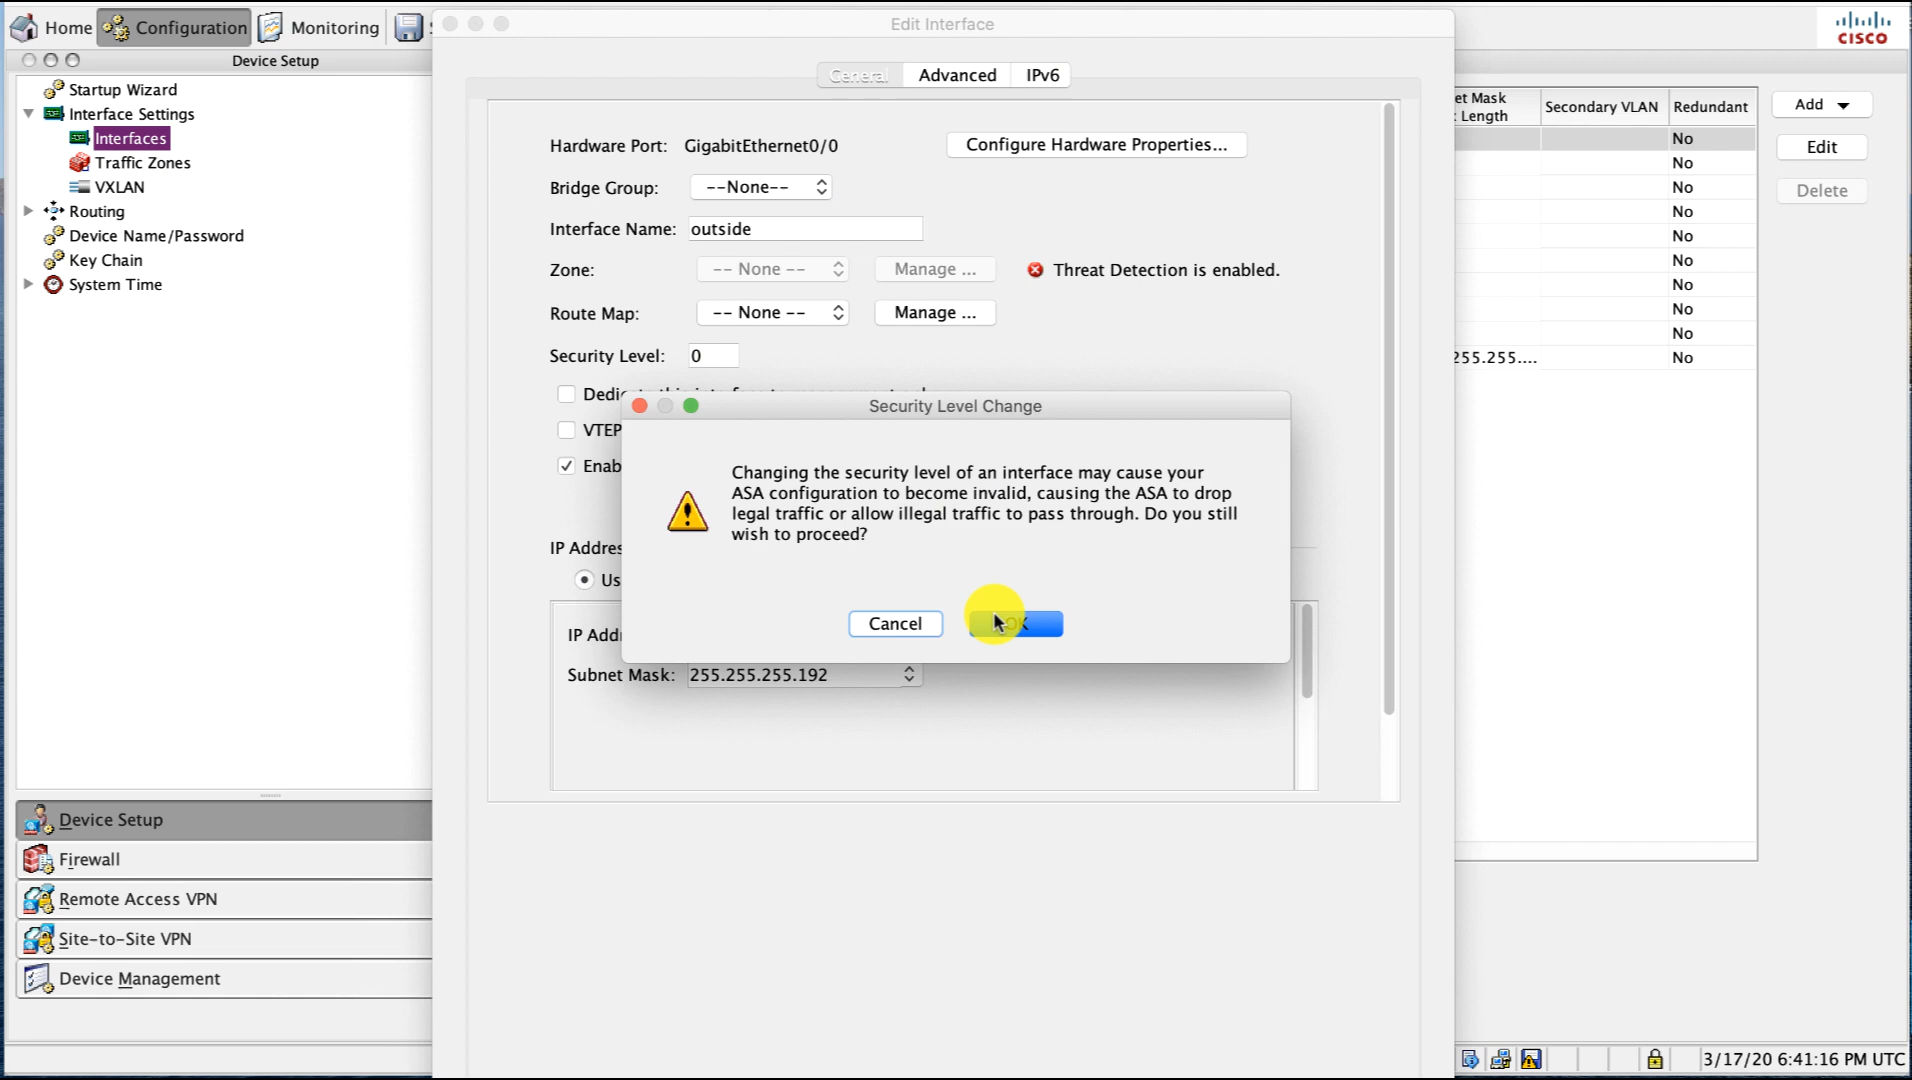 Home
Configuration
Monitoring
Edit Interface
CISCO
Device Setup
Startup Wizard
Interface Settings
Interfaces
Traffic Zones
VXLAN
Routing
Device Name/Password
Key Chain
System Time
General
Advanced
IPv6
Hardware Port: GigabitEthernet0/0
Configure Hardware Properties...
Bridge Group: --None--
Interface Name: outside
Zone: -- None --
Manage ...
Threat Detection is enabled.
Route Map: -- None --
Manage ...
Security Level: 0
VTEP
Security Level Change
Changing the security level of an interface may cause your
ASA configuration to become invalid, causing the ASA to drop
legal traffic or allow illegal traffic to pass through. Do you still
wish to proceed?
Cancel
OK
Enab
IP Addres
Us
IP Addr
Subnet Mask: 255.255.255.192
et Mask
Length
Secondary VLAN
Redundant
No
No
No
No
No
No
No
No
No
255.255.... No
Add
Edit
Delete
Device Setup
Firewall
Remote Access VPN
Site-to-Site VPN
Device Management
3/17/20 6:41:16 PM UTC